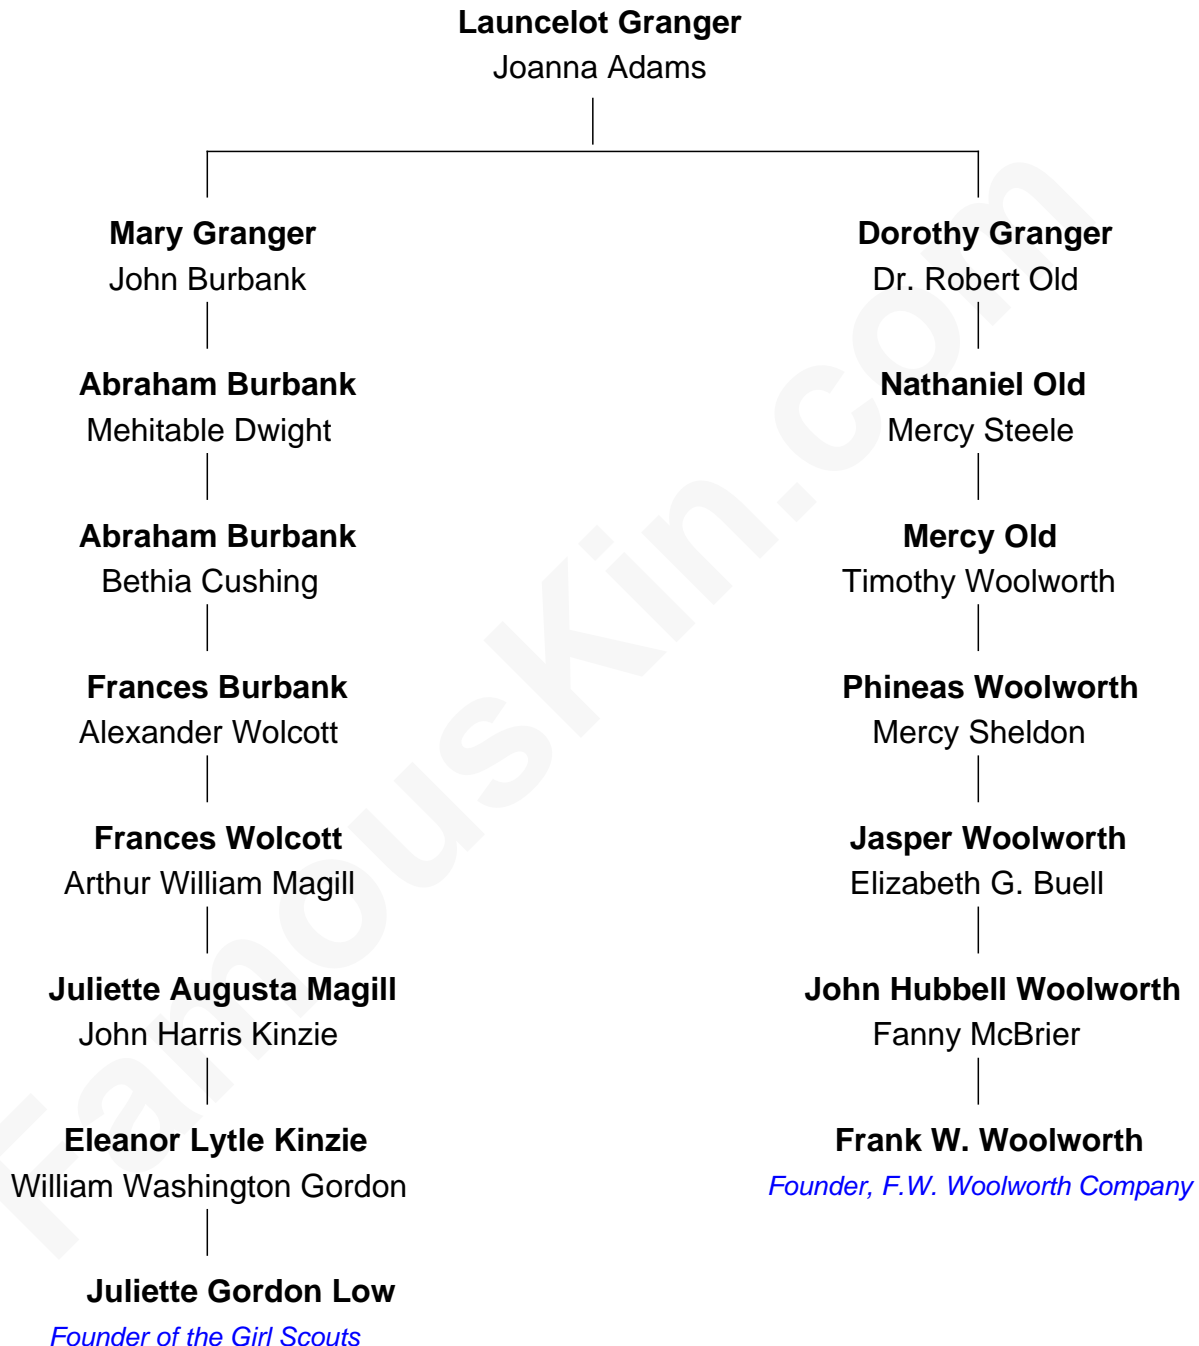 Launcelot Granger
Joanna Adams
Mary Granger
John Burbank
Dorothy Granger
Dr. Robert Old
Abraham Burbank
Mehitable Dwight
Nathaniel Old
Mercy Steele
Abraham Burbank
Bethia Cushing
Mercy Old
Timothy Woolworth
Frances Burbank
Alexander Wolcott
Phineas Woolworth
Mercy Sheldon
Frances Wolcott
Arthur William Magill
Jasper Woolworth
Elizabeth G. Buell
Juliette Augusta Magill
John Harris Kinzie
John Hubbell Woolworth
Fanny McBrier
Eleanor Lytle Kinzie
William Washington Gordon
Frank W. Woolworth
Founder, F.W. Woolworth Company
Juliette Gordon Low
Founder of the Girl Scouts
FamousKin.com